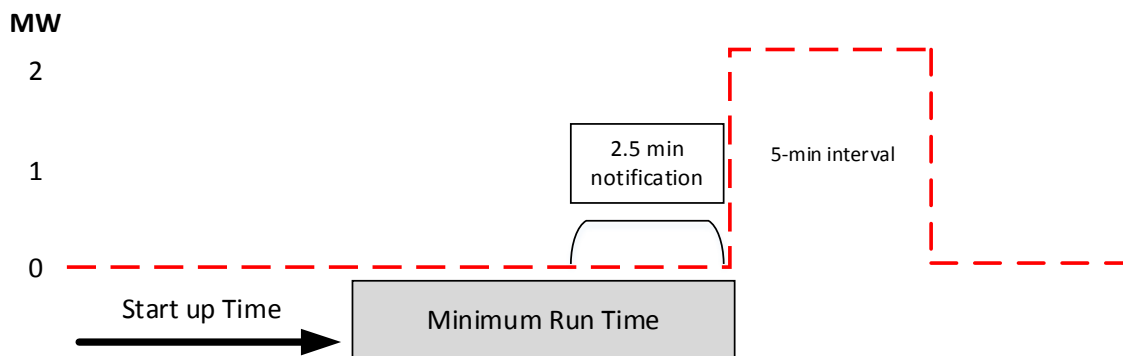 MW
2
1
0
2.5 min
notification
5-min interval
Start up Time
Minimum Run Time